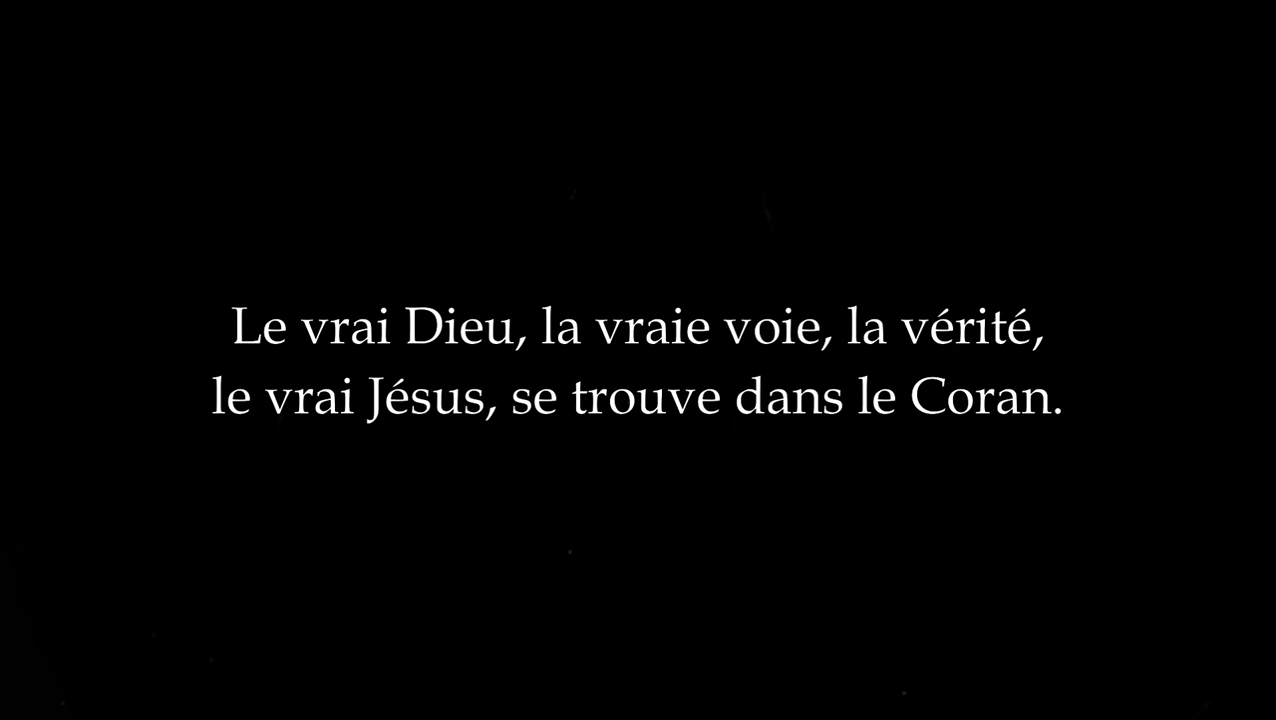 Le vrai Dieu, la vraie voie, la vérité,
le vrai Jésus, se trouve dans le Coran.